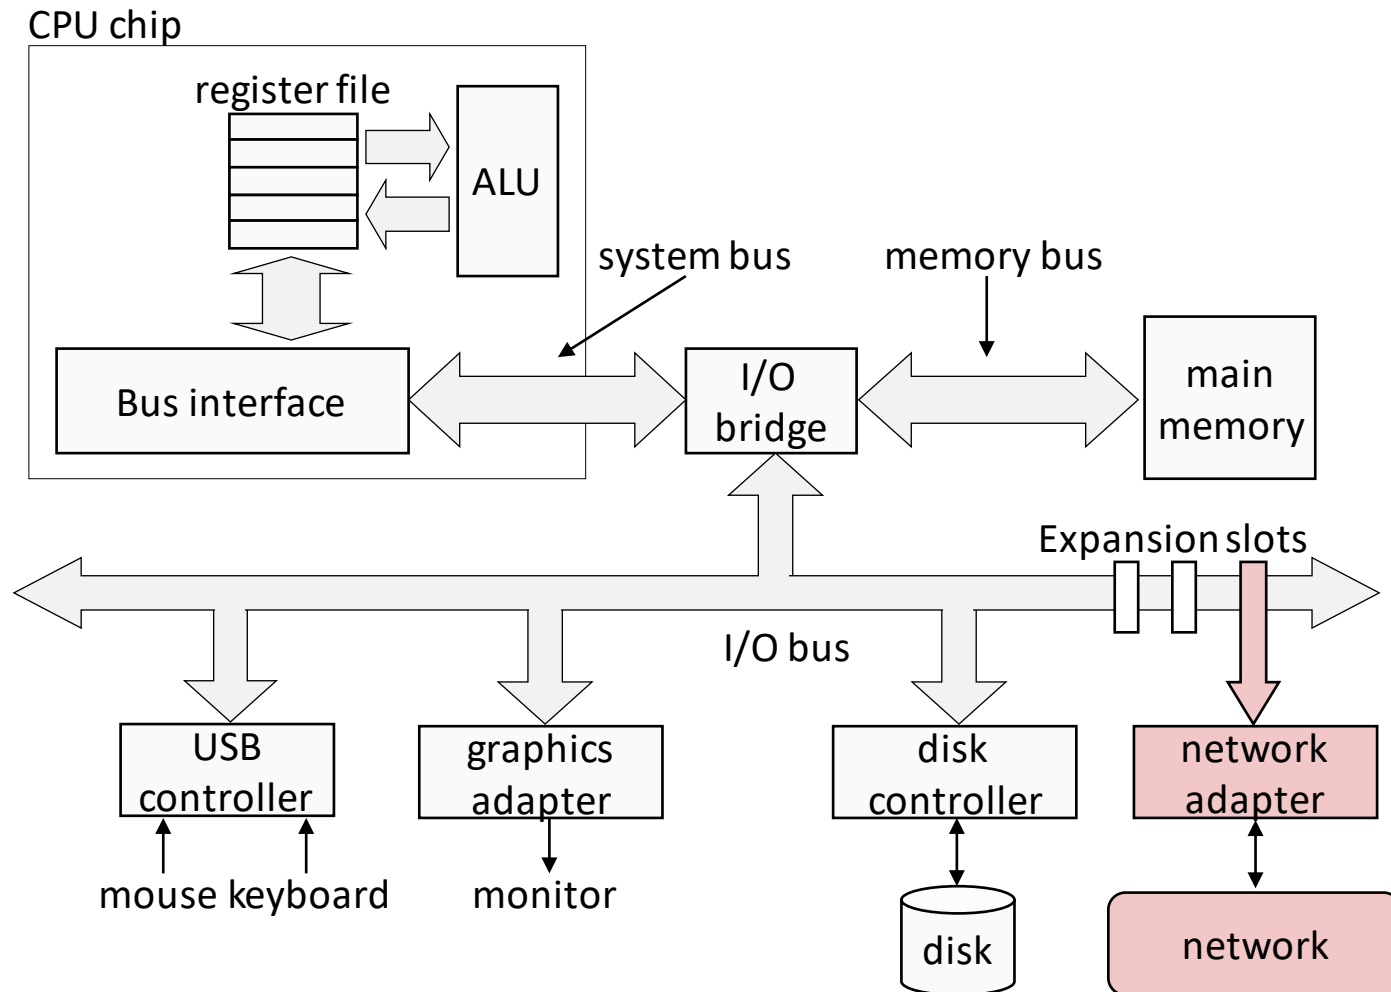 CPU chip
register file
ALU
system bus
memory bus
Bus interface
I/O
bridge
main
memory
Expansion slots
I/O bus
USB
controller
graphics
adapter
disk
controller
network
adapter
mouse keyboard
monitor
disk
network